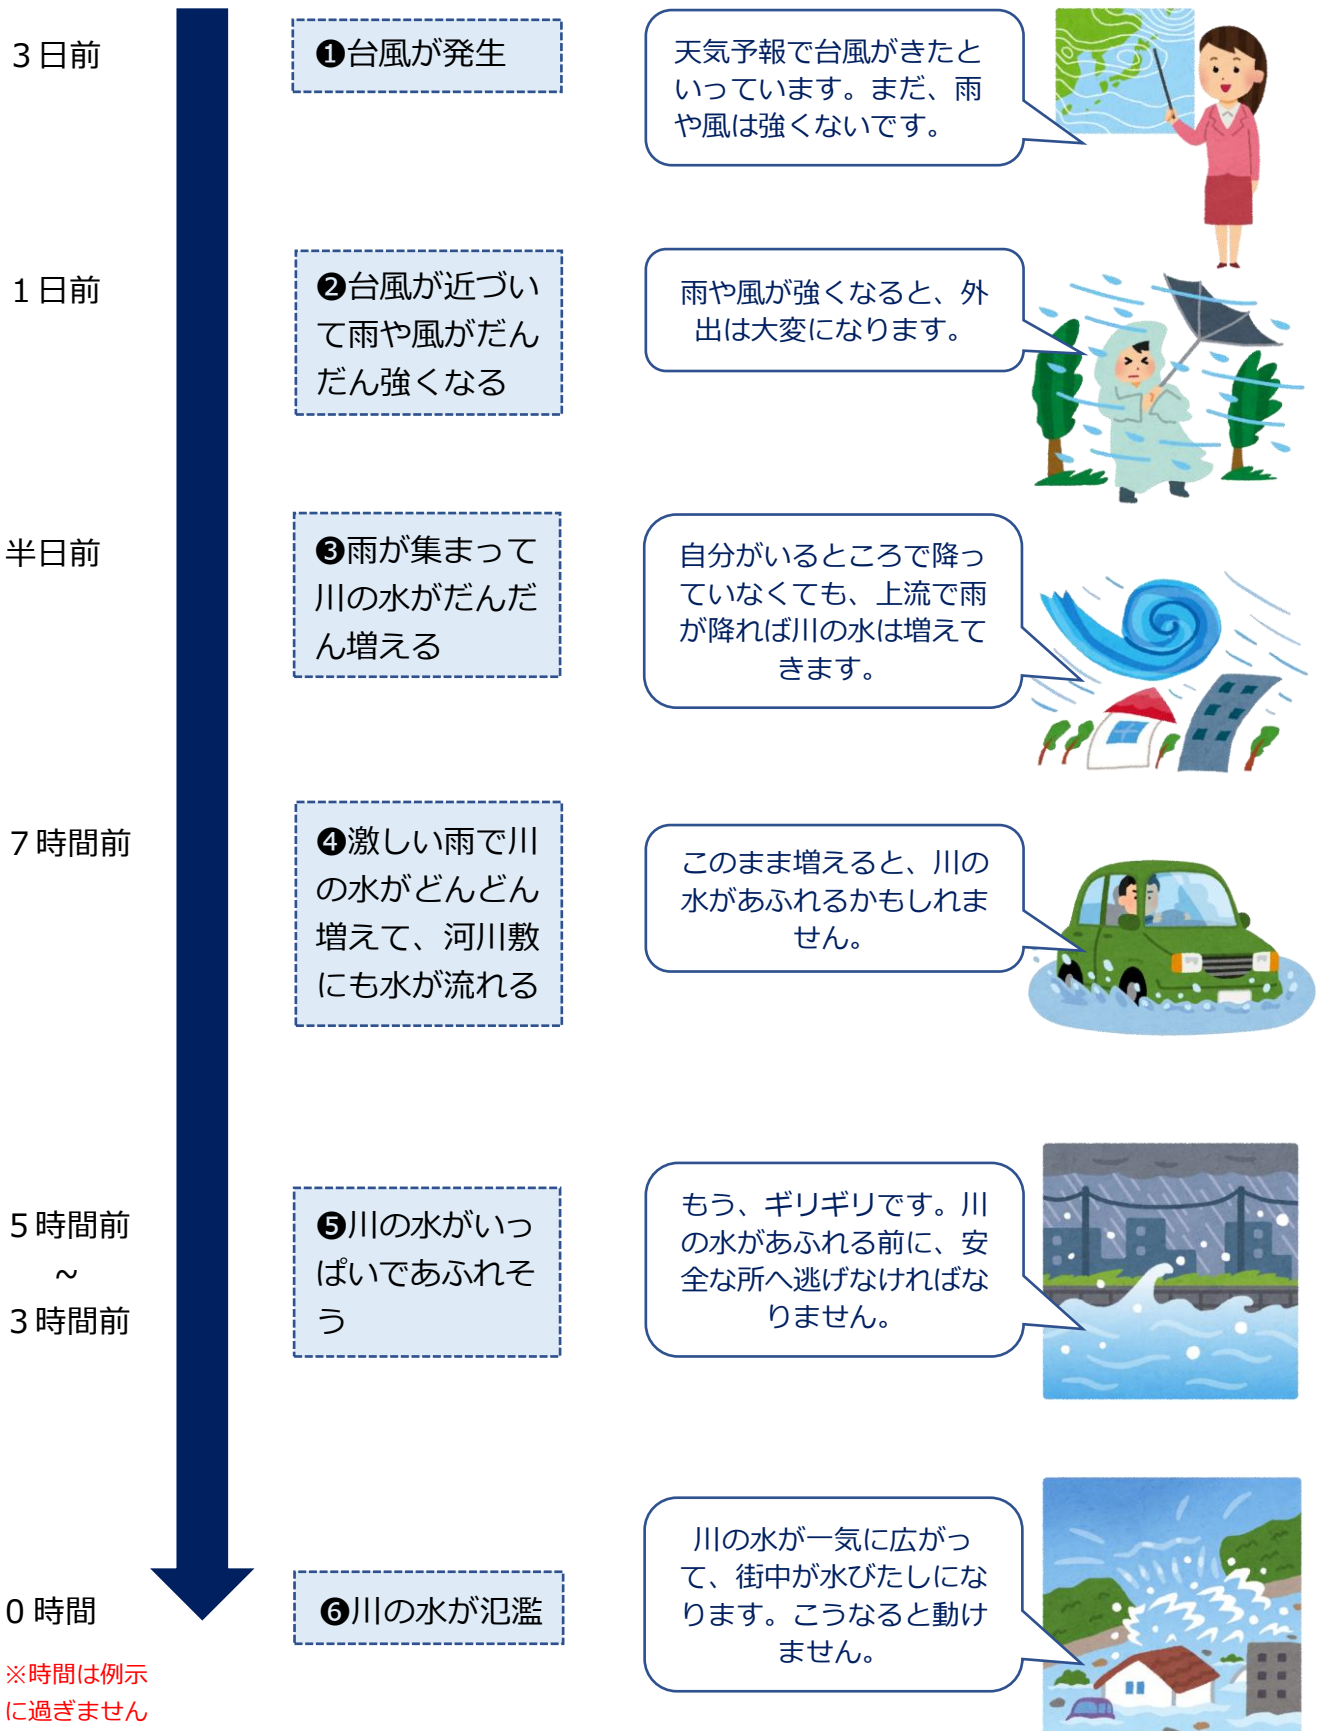 3日前
❶台風が発生
天気予報で台風がきたと
いっています。まだ、雨
や風は強くないです。
1日前
❷台風が近づい
て雨や風がだん
だん強くなる
雨や風が強くなると、外
出は大変になります。
半日前
❸雨が集まって
川の水がだんだ
ん増える
自分がいるところで降っ
ていなくても、上流で雨
が降れば川の水は増えて
きます。
7時間前
❹激しい雨で川
の水がどんどん
増えて、河川敷
にも水が流れる
このまま増えると、川の
水があふれるかもしれま
せん。
5時間前
~
3時間前
❺川の水がいっ
ぱいであふれそ
う
もう、ギリギリです。川
の水があふれる前に、安
全な所へ逃げなければな
りません。
0時間
❻川の水が氾濫
川の水が一気に広がっ
て、街中が水びたしにな
ります。こうなると動け
ません。
※時間は例示
に過ぎません